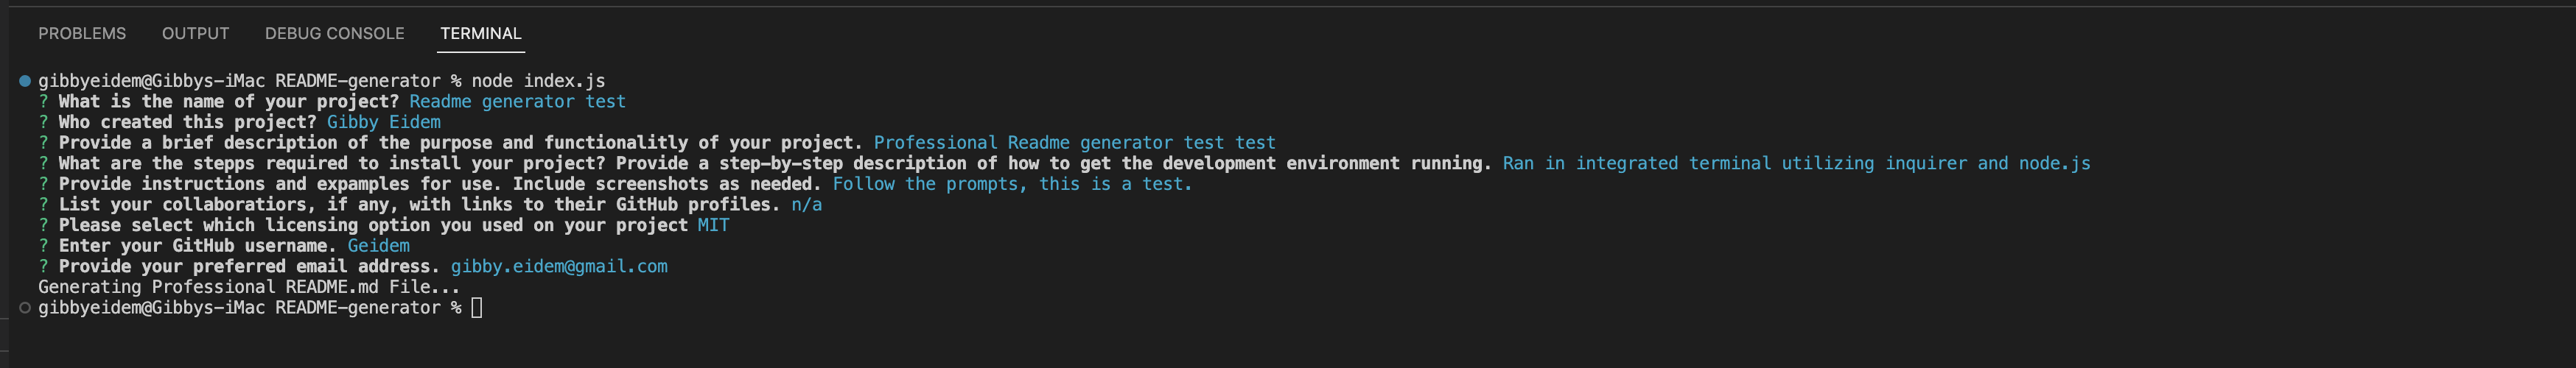 PROBLEMS OUTPUT DEBUG CONSOLE TERMINAL
gibbyeidem@Gibbys-iMac README-generator % node index.js
? What is the name of your project? Readme generator test
? Who created this project? Gibby Eidem
? Provide a brief description of the purpose and functionalitly of your project. Professional Readme generator test test
? What are the stepps required to install your project? Provide a step-by-step description of how to get the development environment running. Ran in integrated terminal utilizing inquirer and node.js
? Provide instructions and expamples for use. Include screenshots as needed. Follow the prompts, this is a test.
? List your collaboratiors, if any, with links to their GitHub profiles. n/a
? Please select which licensing option you used on your project MIT
? Enter your GitHub username. Geidem
? Provide your preferred email address. gibby.eidem@gmail.com
Generating Professional README.md File...
gibbyeidem@Gibbys-iMac README-generator %